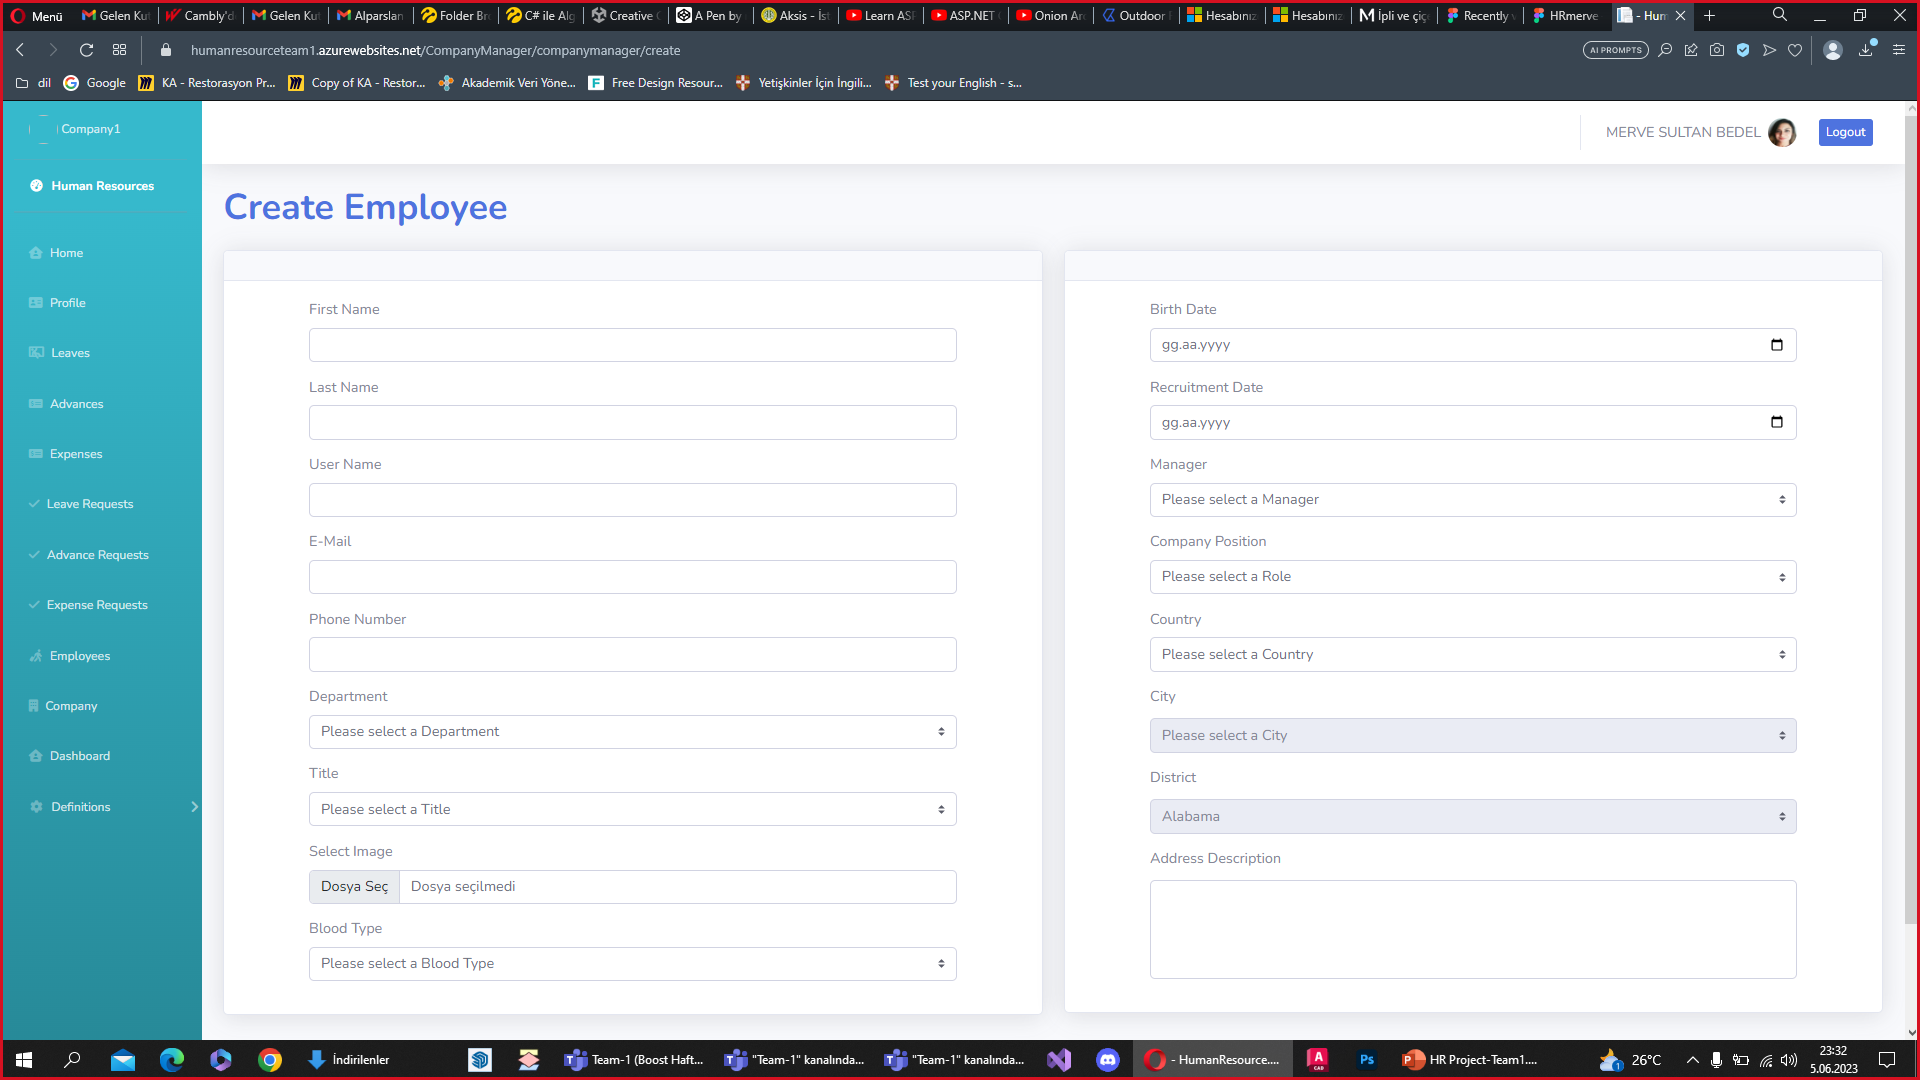 Menü
Gelen Kut
Cambly'd
Gelen Kut
Alparslan
Folder Bro
C# ile Alg
Creative C
A Pen by
Aksis - İst
Learn ASP
ASP.NET C
Onion Arc
Outdoor F
Hesabınız
Hesabınız
İpli ve çiçe
Recently v
HRmerve
- Hum
humanresourceteam1.azurewebsites.net/CompanyManager/companymanager/create
AI PROMPTS
dil
Google
KA - Restorasyon Pr...
Copy of KA - Restor...
Akademik Veri Yöne...
Free Design Resour...
Yetişkinler İçin İngili...
Test your English - s...
Company1
MERVE SULTAN BEDEL
Logout
Human Resources
Home
Profile
Leaves
Advances
Expenses
Leave Requests
Advance Requests
Expense Requests
Employees
Company
Dashboard
Definitions
Create Employee
First Name
Last Name
User Name
E-Mail
Phone Number
Department
Please select a Department
Title
Please select a Title
Select Image
Dosya Seç Dosya seçilmedi
Blood Type
Please select a Blood Type
Birth Date
gg.aa.yyyy
Recruitment Date
gg.aa.yyyy
Manager
Please select a Manager
Company Position
Please select a Role
Country
Please select a Country
City
Please select a City
District
Alabama
Address Description
İndirilenler
Team-1 (Boost Haft...
"Team-1" kanalında...
"Team-1" kanalında...
- HumanResource....
HR Project-Team1....
26°C
23:32
5.06.2023